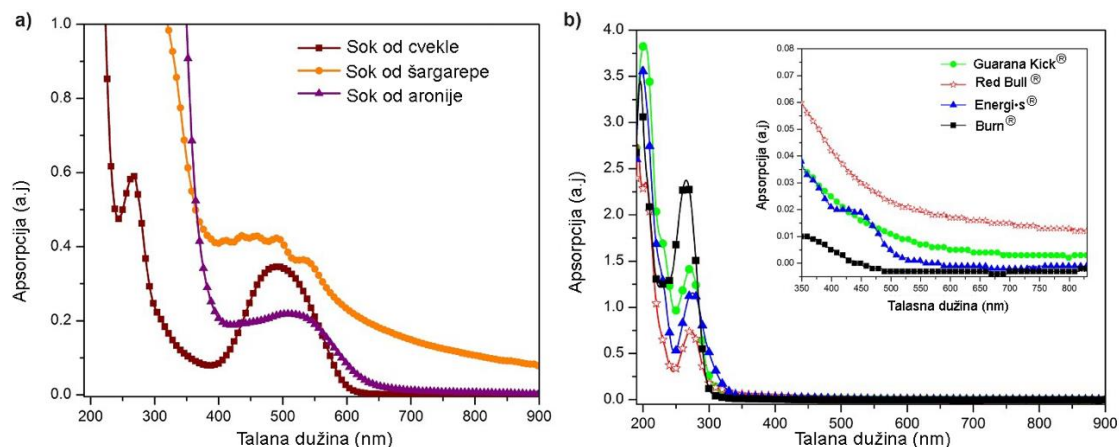 a)
Apsorpcija (a.j)
1.0
0.8
0.6
0.4
0.2
0.0
Sok od cvekle
Sok od šargarepe
Sok od aronije
200 300 400 500 600 700 800 900
Talana dužina (nm)
b)
Apsorpcija (a.j)
4.0
3.5
3.0
2.5
2.0
1.5
1.0
0.5
0.0
Apsorpcija (a.j)
0.08
0.07
0.06
0.05
0.04
0.03
0.02
0.01
0.00
Guarana Kick®
Red Bull®
Energi•s®
Burn®
350 400 450 500 550 600 650 700 750 800
Talasna dužina (nm)
200 300 400 500 600 700 800 900
Talasna dužina (nm)